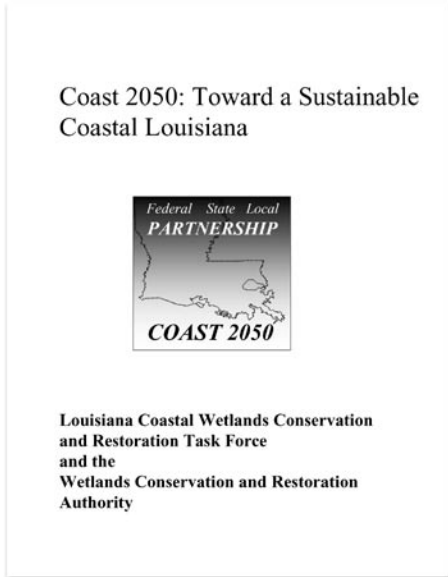 Coast 2050: Toward a Sustainable
Coastal Louisiana
Federal State Local
PARTNERSHIP
COAST 2050
Louisiana Coastal Wetlands Conservation
and Restoration Task Force
and the
Wetlands Conservation and Restoration
Authority